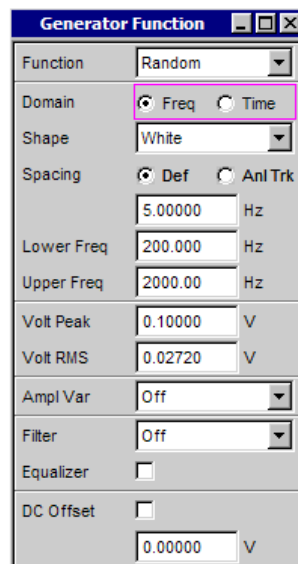 Generator Function
Function Random
Domain Freq Time
Shape White
Spacing Def Anl Trk
5.00000 Hz
Lower Freq 200.000 Hz
Upper Freq 2000.00 Hz
Volt Peak 0.10000 V
Volt RMS 0.02720 V
Ampl Var Off
Filter Off
Equalizer
DC Offset
0.00000 V